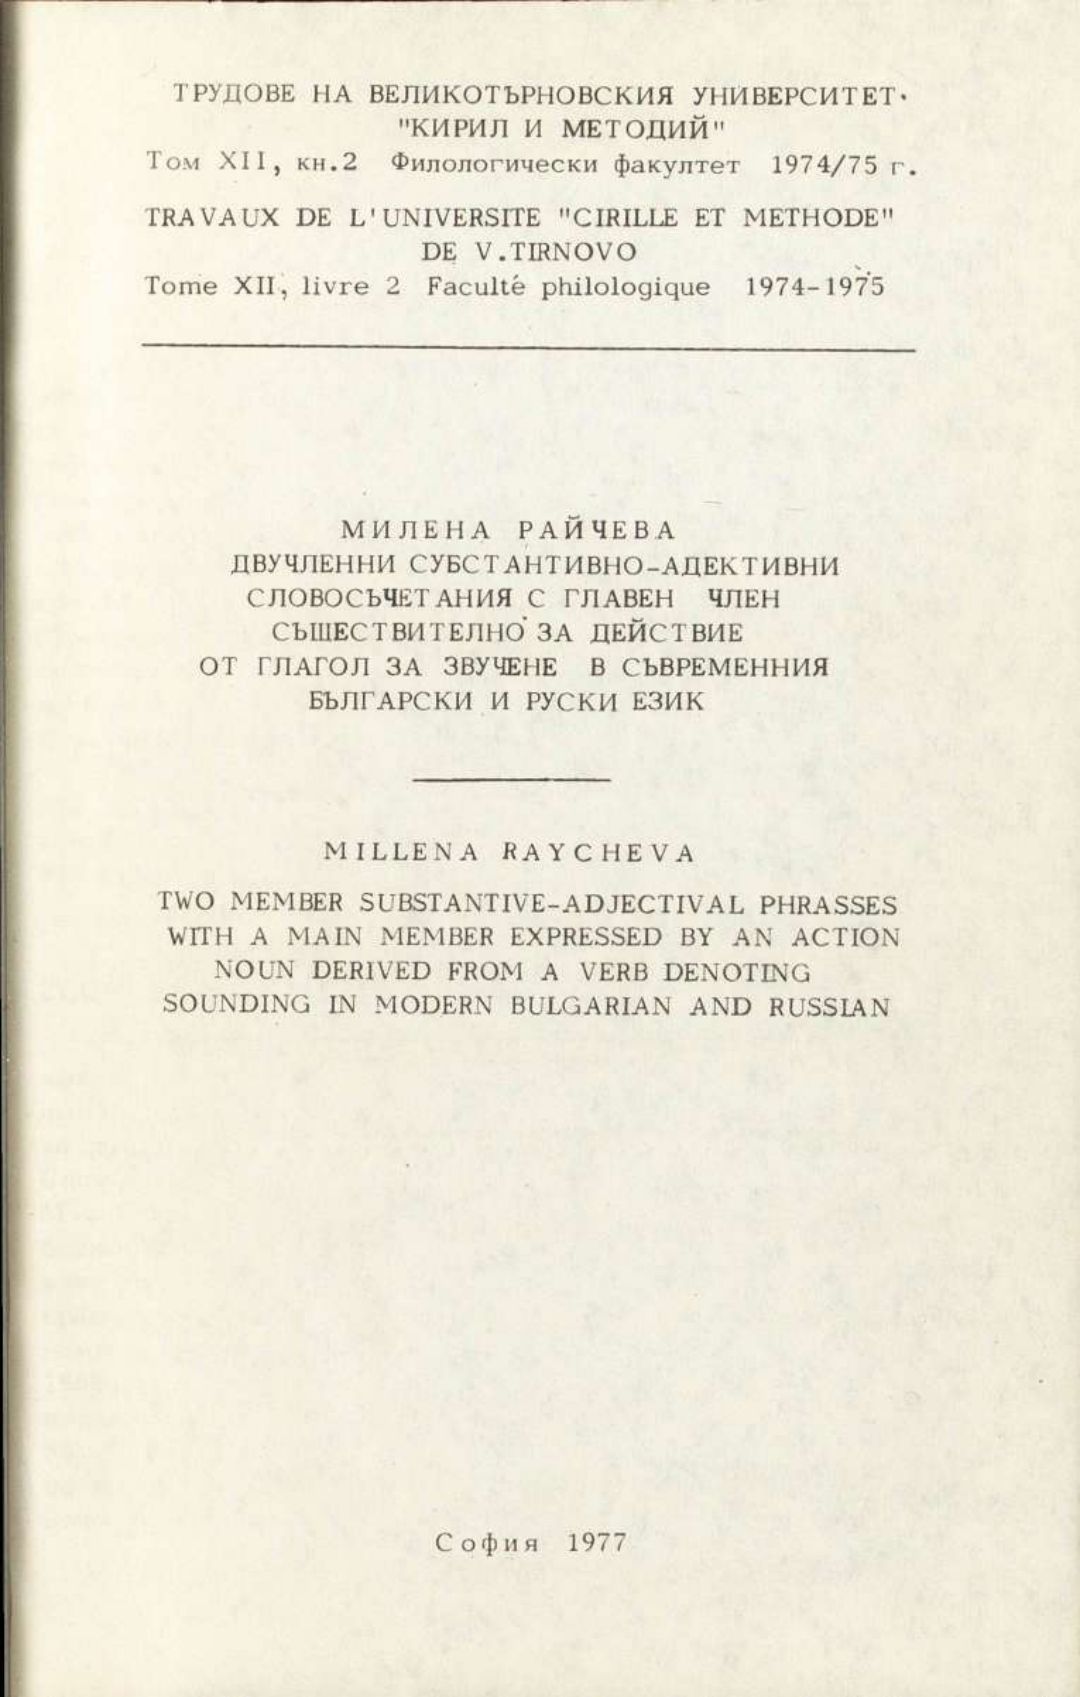 ТРУДОВЕ НА ВЕЛИКОТЪРНОВСКИЯ УНИВЕРСИТЕТ
"КИРИЛ И МЕТОДИЙ"
Том XII, кн.2 Филологически факултет 1974/75 г.
TRAVAUX DE L'UNIVERSITE "CIRILLE ET METHODE"
DE V.TIRNOVO
Tome XII, livre 2 Faculté philologique 1974-1975
МИЛЕНА РАЙЧЕВА
ДВУЧЛЕННИ СУБСТАНТИВНО-АДЕКТИВНИ
СЛОВОСЪЧЕТАНИЯ С ГЛАВЕН ЧЛЕН
СЪЩЕСТВИТЕЛНО ЗА ДЕЙСТВИЕ
ОТ ГЛАГОЛ ЗА ЗВУЧЕНЕ В СЪВРЕМЕННИЯ
БЪЛГАРСКИ И РУСКИ ЕЗИК
MILLENA RAYCHEVA
TWO MEMBER SUBSTANTIVE-ADJECTIVAL PHRASSES
WITH A MAIN MEMBER EXPRESSED BY AN ACTION
NOUN DERIVED FROM A VERB DENOTING
SOUNDING IN MODERN BULGARIAN AND RUSSIAN
София 1977